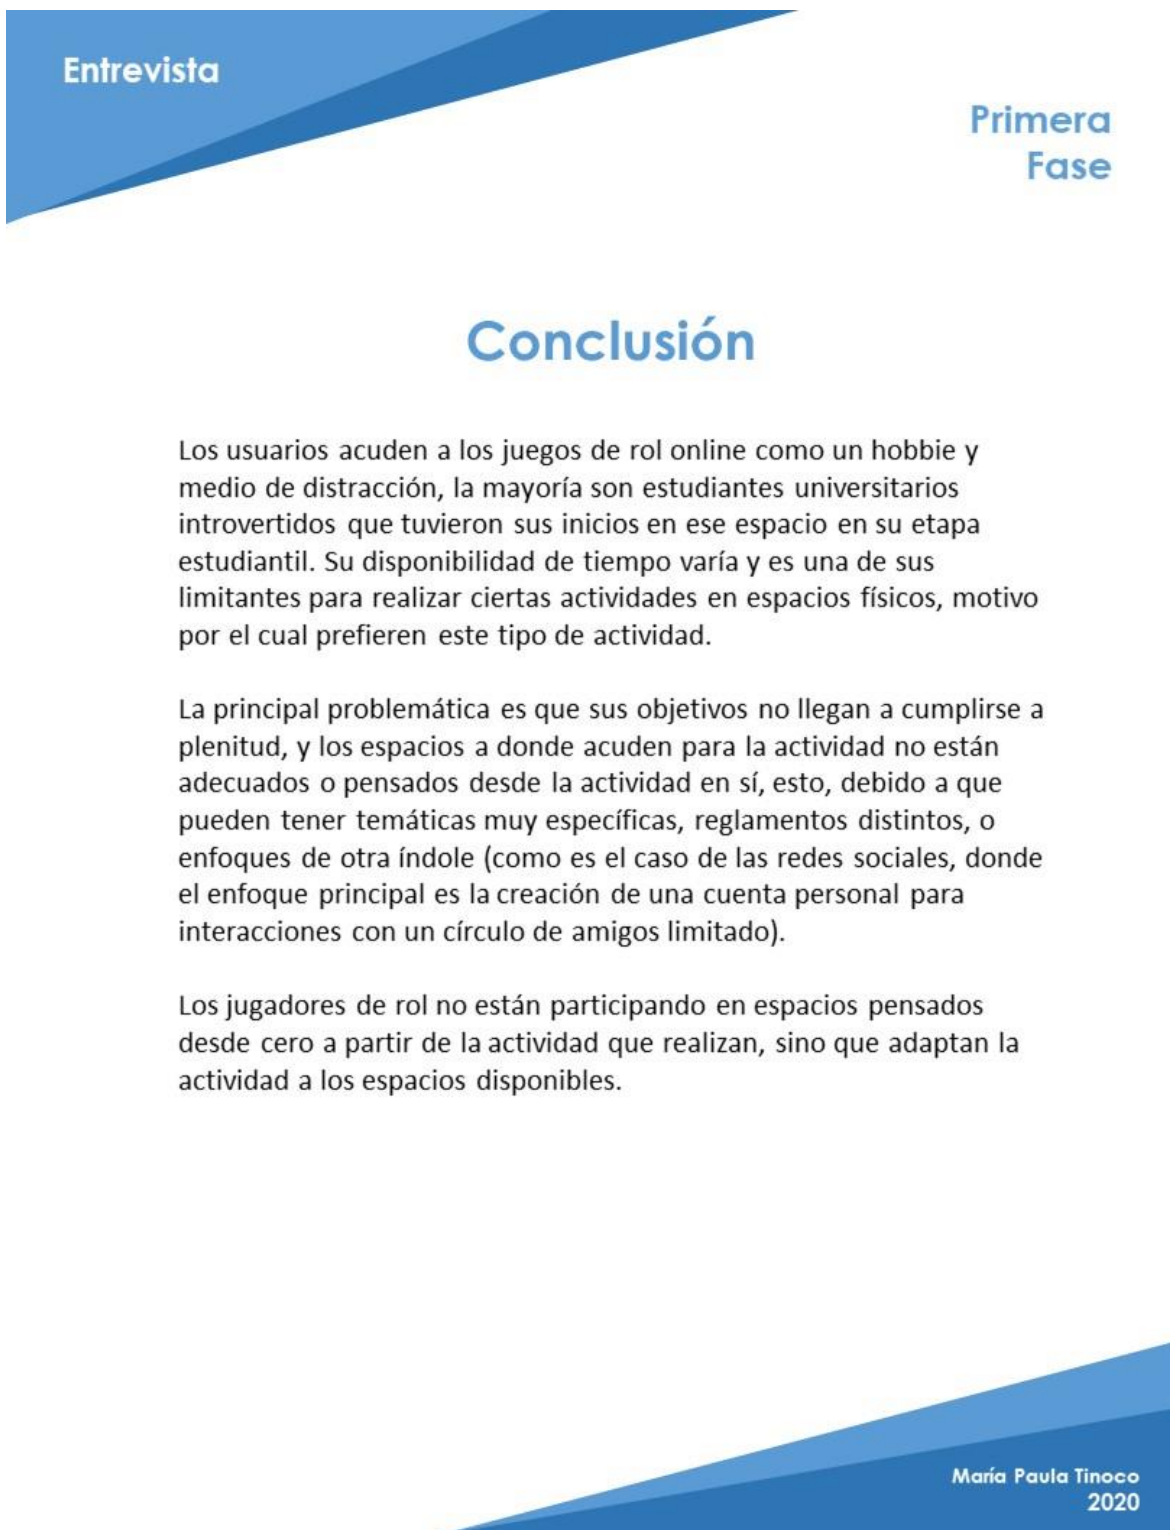 Entrevista
Primera
Fase
Conclusión
Los usuarios acuden a los juegos de rol online como un hobbie y
medio de distracción, la mayoría son estudiantes universitarios
introvertidos que tuvieron sus inicios en ese espacio en su etapa
estudiantil. Su disponibilidad de tiempo varía y es una de sus
limitantes para realizar ciertas actividades en espacios físicos, motivo
por el cual prefieren este tipo de actividad.
La principal problemática es que sus objetivos no llegan a cumplirse a
plenitud, y los espacios a donde acuden para la actividad no están
adecuados o pensados desde la actividad en sí, esto, debido a que
pueden tener temáticas muy específicas, reglamentos distintos, o
enfoques de otra índole (como es el caso de las redes sociales, donde
el enfoque principal es la creación de una cuenta personal para
interacciones con un círculo de amigos limitado).
Los jugadores de rol no están participando en espacios pensados
desde cero a partir de la actividad que realizan, sino que adaptan la
actividad a los espacios disponibles.
María Paula Tinoco
2020